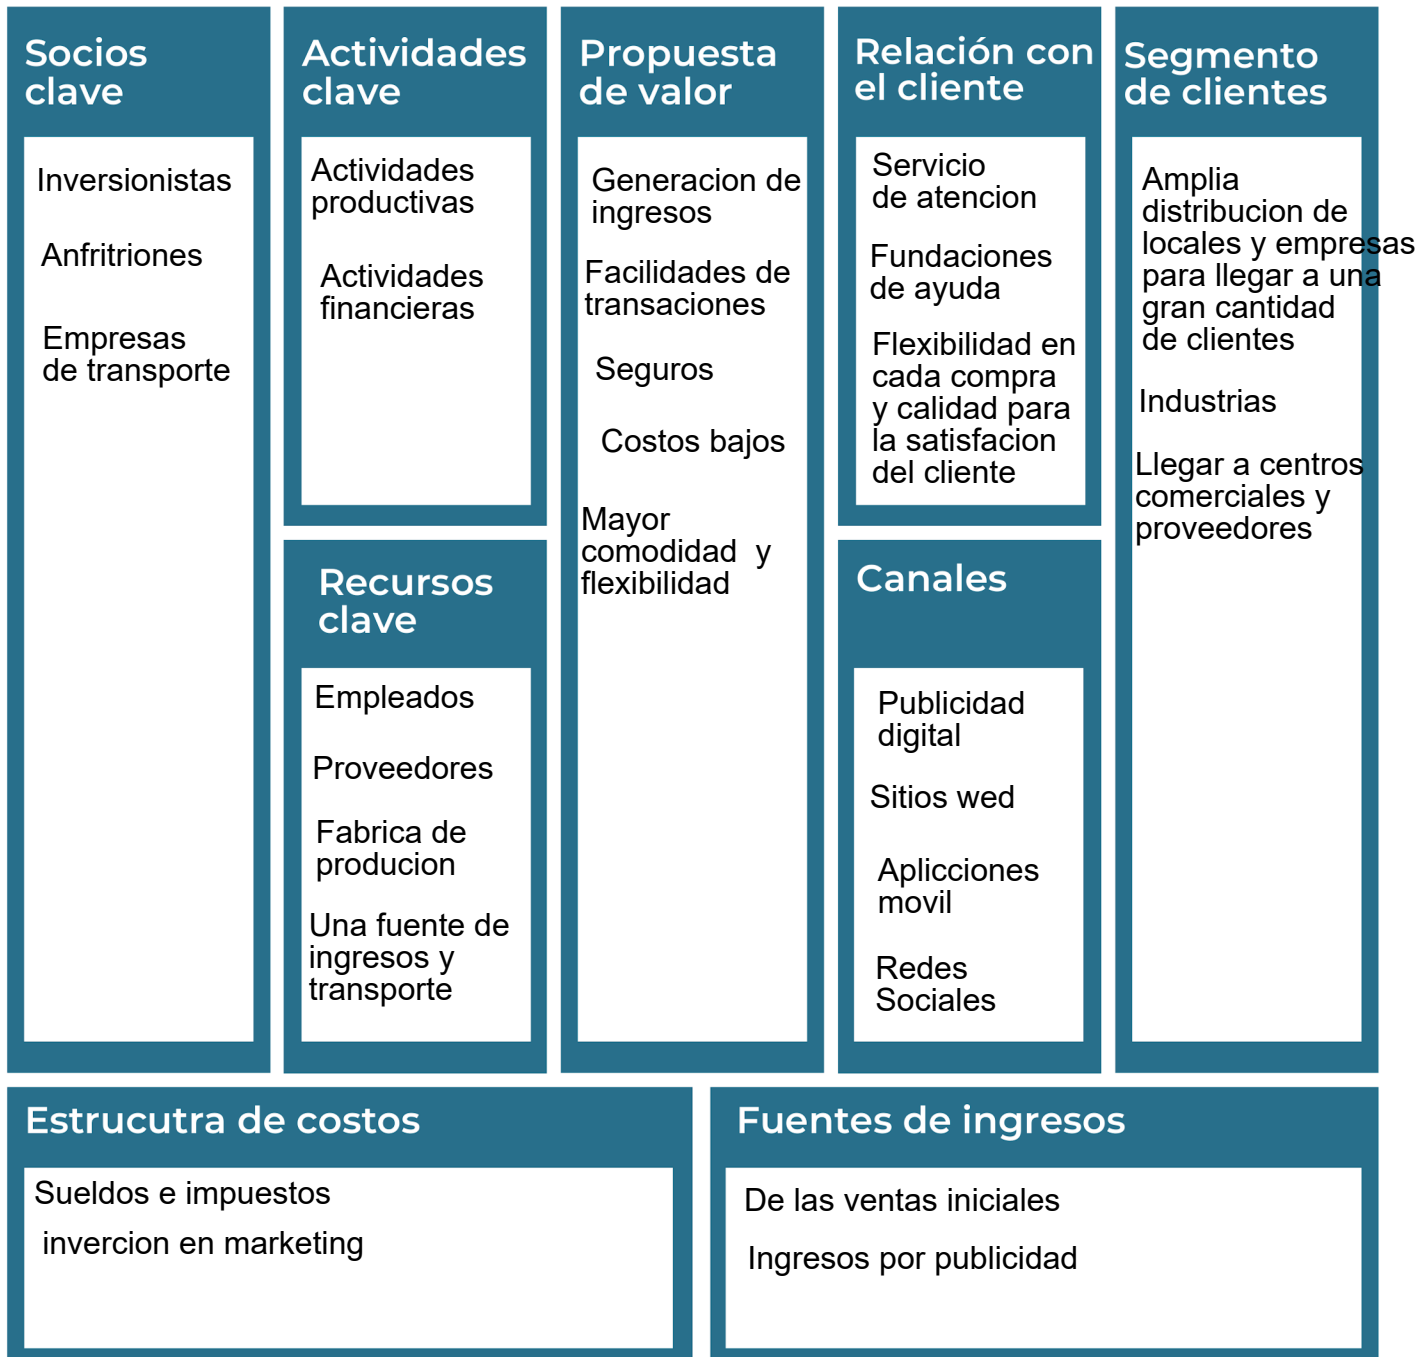 Socios
clave
Inversionistas
Anfritriones
Empresas
de transporte
Actividades
clave
Actividades
productivas
Actividades
financieras
Recursos
clave
Empleados
Proveedores
Fabrica de
producion
Una fuente de
ingresos y
transporte
Propuesta
de valor
Generacion de
ingresos
Facilidades de
transaciones
Seguros
Costos bajos
Mayor
comodidad y
flexibilidad
Relación con
el cliente
Servicio
de atencion
Fundaciones
de ayuda
Flexibilidad en
cada compra
y calidad para
la satisfacion
del cliente
Canales
Publicidad
digital
Sitios wed
Aplicciones
movil
Redes
Sociales
Segmento
de clientes
Amplia
distribucion de
locales y empresas
para llegar a una
gran cantidad
de clientes
Industrias
Llegar a centros
comerciales y
proveedores
Estrucutra de costos
Sueldos e impuestos
invercion en marketing
Fuentes de ingresos
De las ventas iniciales
Ingresos por publicidad